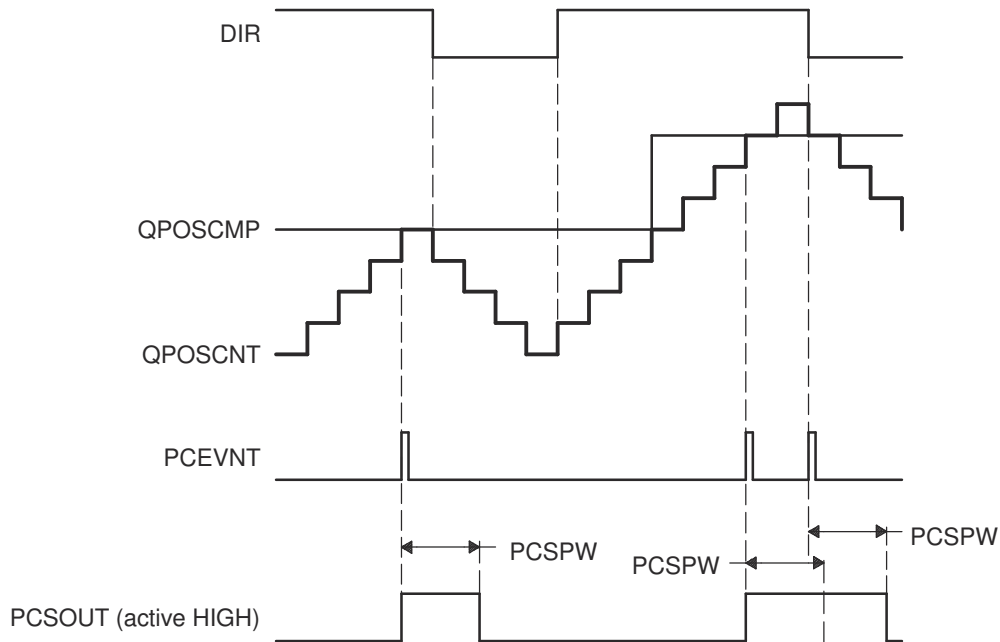 DIR
QPOSCMP
QPOSCNT
PCEVNT
PCSPW
PCSPW
PCSPW
PCSOUT (active HIGH)